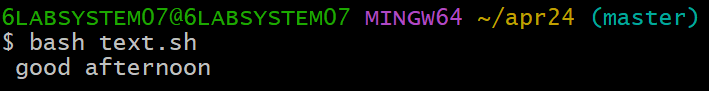 6LABSYSTEM07@6LABSYSTEM07 MINGW64 ~/apr24 (master)
$ bash text.sh
good afternoon